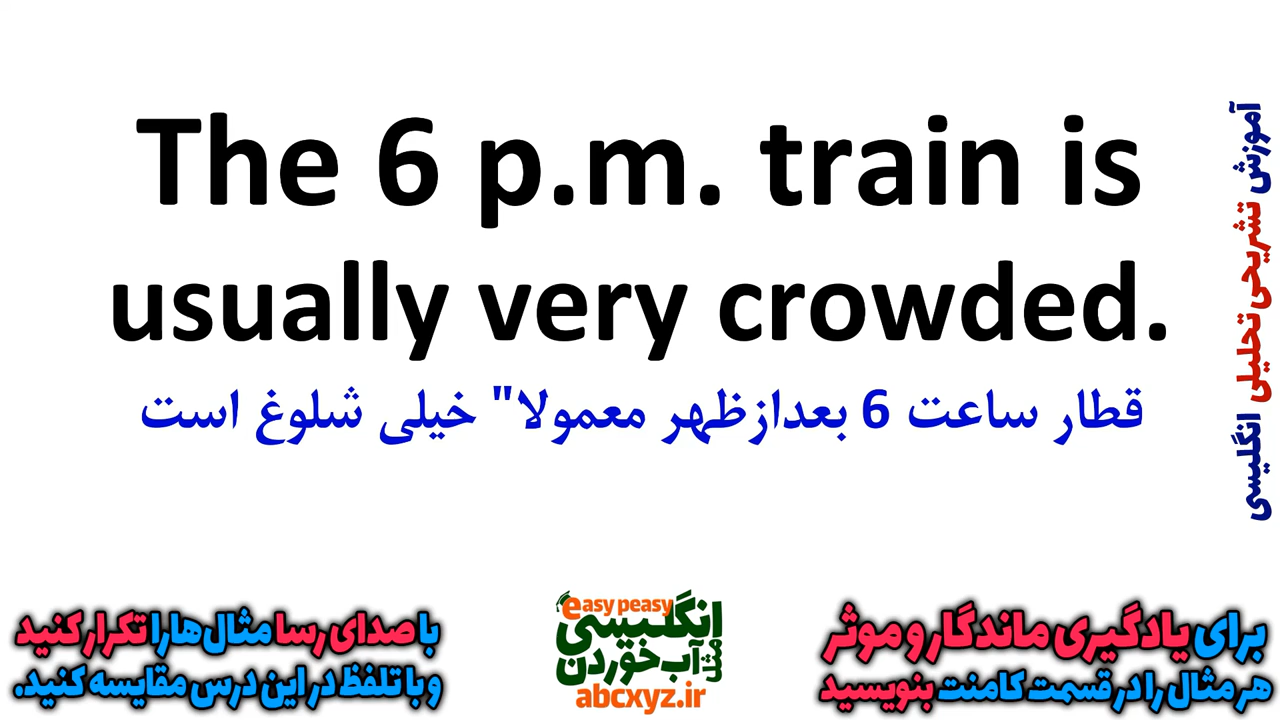 The 6 p.m. train is
usually very crowded.
قطار ساعت 6 بعدازظهر معمولا" خیلی شلوغ است
آموزش تشریحی تحلیلی انگلیسی
برای یادگیری ماندگار و موثر
هر مثال را در قسمت کامنت بنویسید
easy peasy
انگلیسی
مثل
آب خوردن
abcxyz.ir
با صدای رسا مثال‌ها را تکرار کنید
و با تلفظ در این درس مقایسه کنید.